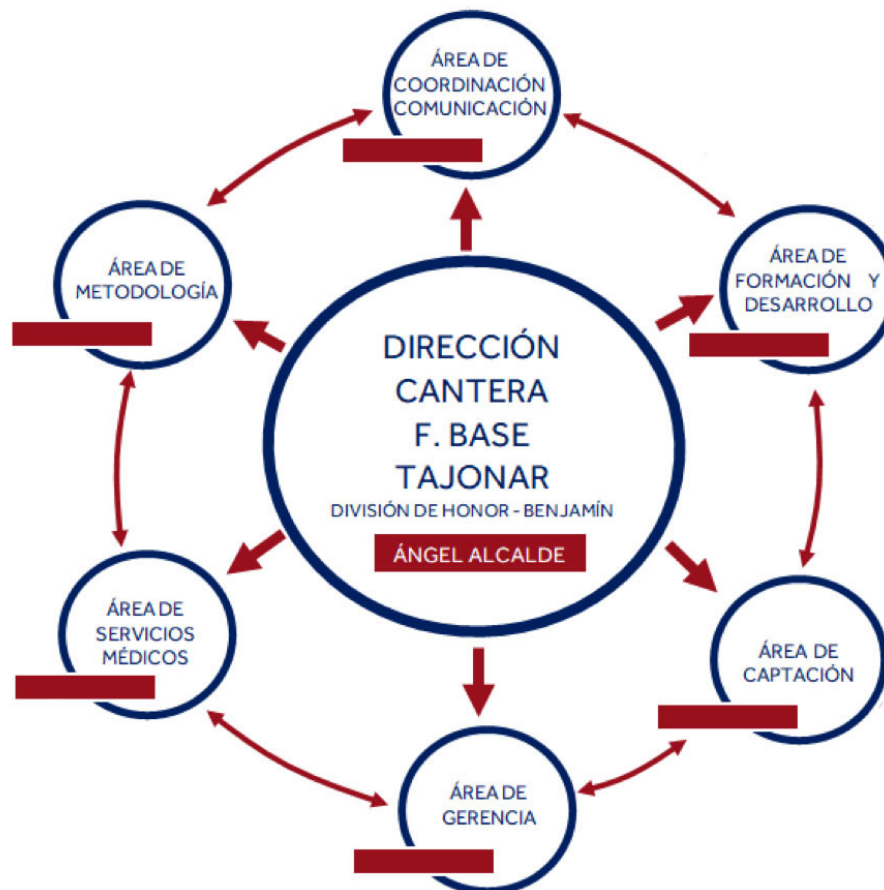 ÁREA DE
COORDINACIÓN
COMUNICACIÓN
ÁREA DE
METODOLOGÍA
ÁREA DE
FORMACIÓN Y
DESARROLLO
DIRECCIÓN
CANTERA
F. BASE
TAJONAR
DIVISIÓN DE HONOR - BENJAMÍN
ÁNGEL ALCALDE
ÁREA DE
SERVICIOS
MÉDICOS
ÁREA DE
CAPTACIÓN
ÁREA DE
GERENCIA